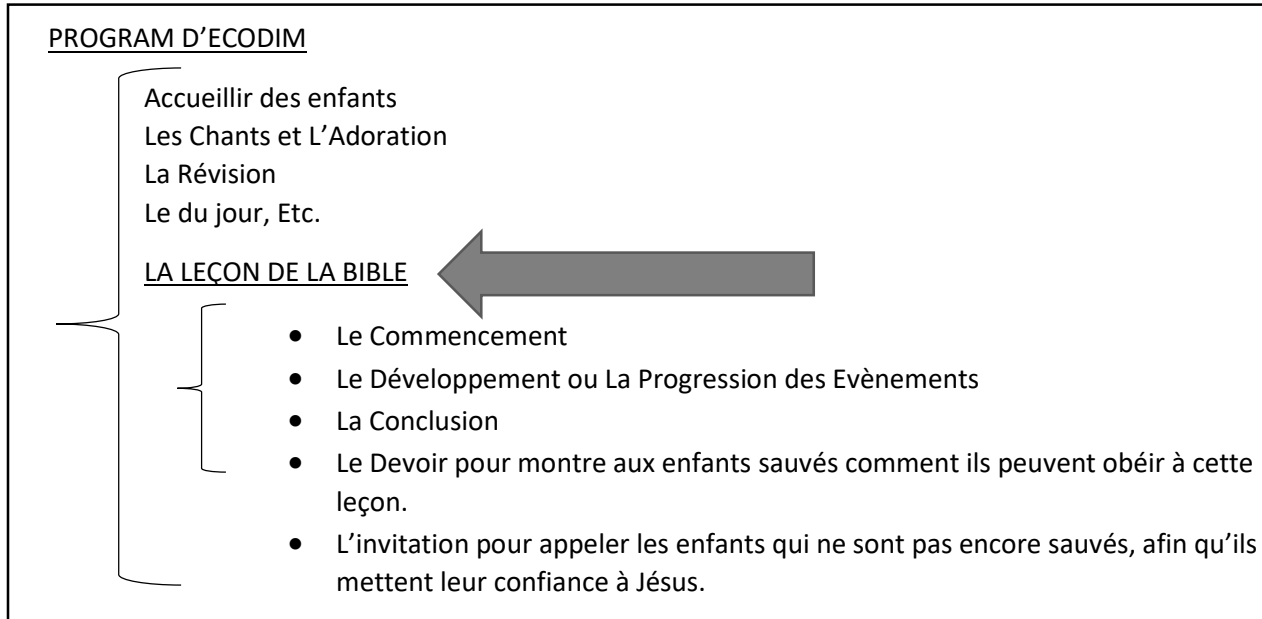 PROGRAM D’ECODIM
Accueillir des enfants
Les Chants et L’Adoration
La Révision
Le du jour, Etc.
LA LEÇON DE LA BIBLE
• Le Commencement
• Le Développement ou La Progression des Evènements
• La Conclusion
• Le Devoir pour montre aux enfants sauvés comment ils peuvent obéir à cette
leçon.
• L’invitation pour appeler les enfants qui ne sont pas encore sauvés, afin qu’ils
mettent leur confiance à Jésus.